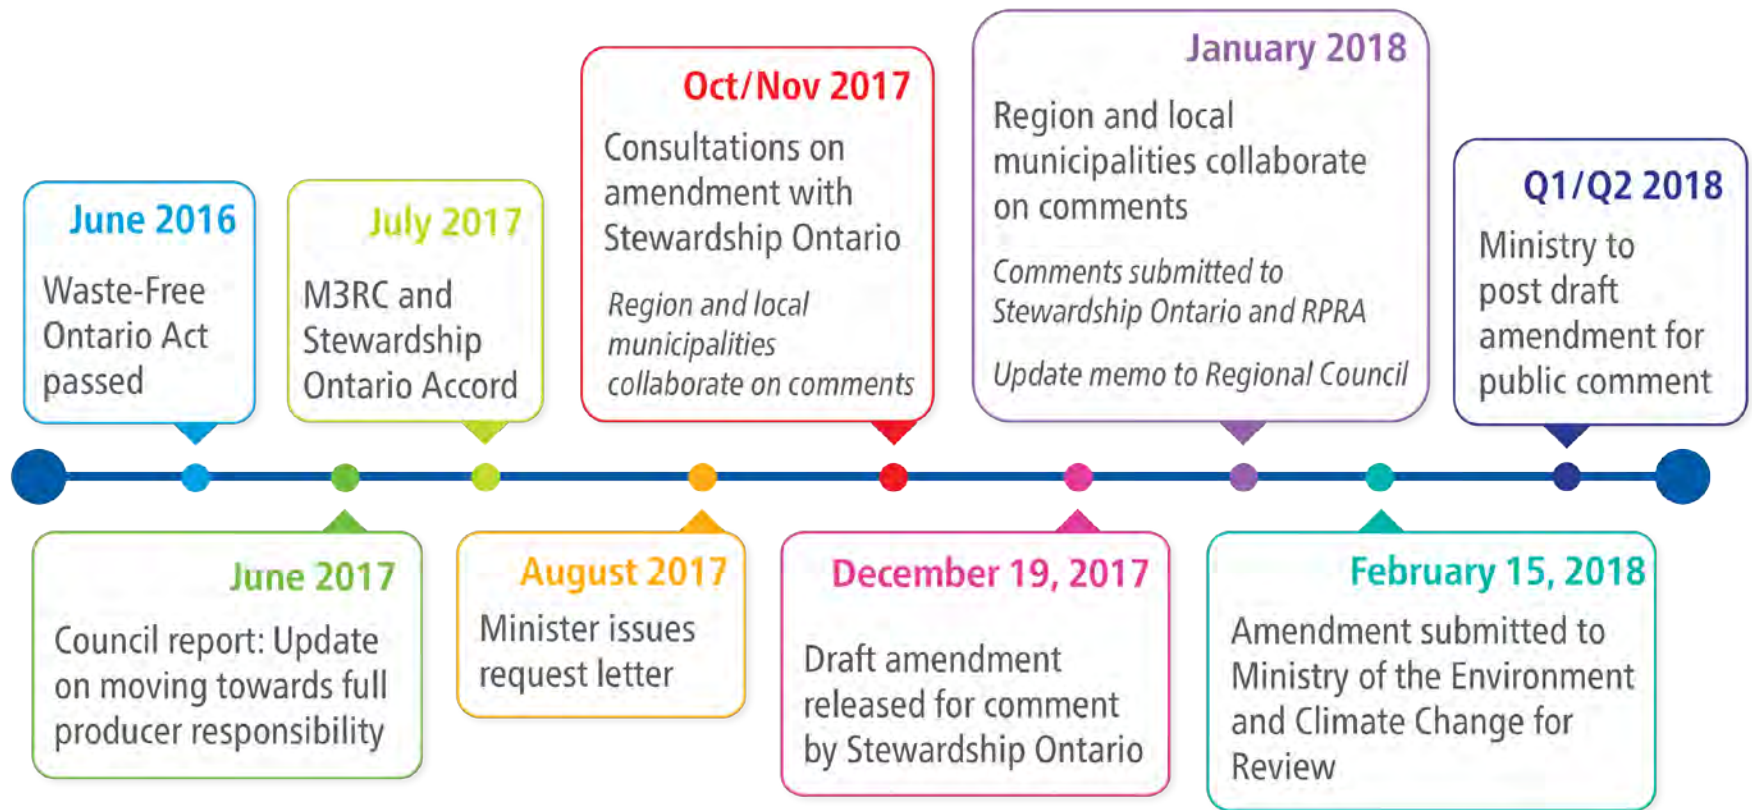 June 2016
Waste-Free
Ontario Act
passed
June 2017
Council report: Update
on moving towards full
producer responsibility
July 2017
M3RC and
Stewardship
Ontario Accord
August 2017
Minister issues
request letter
Oct/Nov 2017
Consultations on
amendment with
Stewardship Ontario
Region and local
municipalities
collaborate on comments
December 19, 2017
Draft amendment
released for comment
by Stewardship Ontario
January 2018
Region and local
municipalities collaborate
on comments
Comments submitted to
Stewardship Ontario and RPRA
Update memo to Regional Council
February 15, 2018
Amendment submitted to
Ministry of the Environment
and Climate Change for
Review
Q1/Q2 2018
Ministry to
post draft
amendment for
public comment